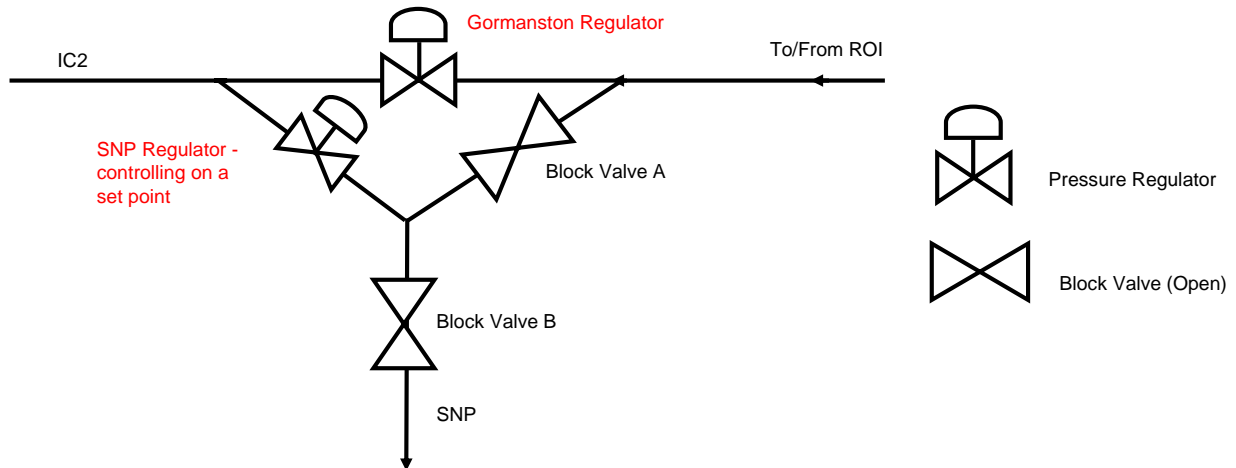 Gormanston Regulator
IC2
To/From ROI
SNP Regulator -
controlling on a
set point
Block Valve A
Pressure Regulator
Block Valve (Open)
Block Valve B
SNP